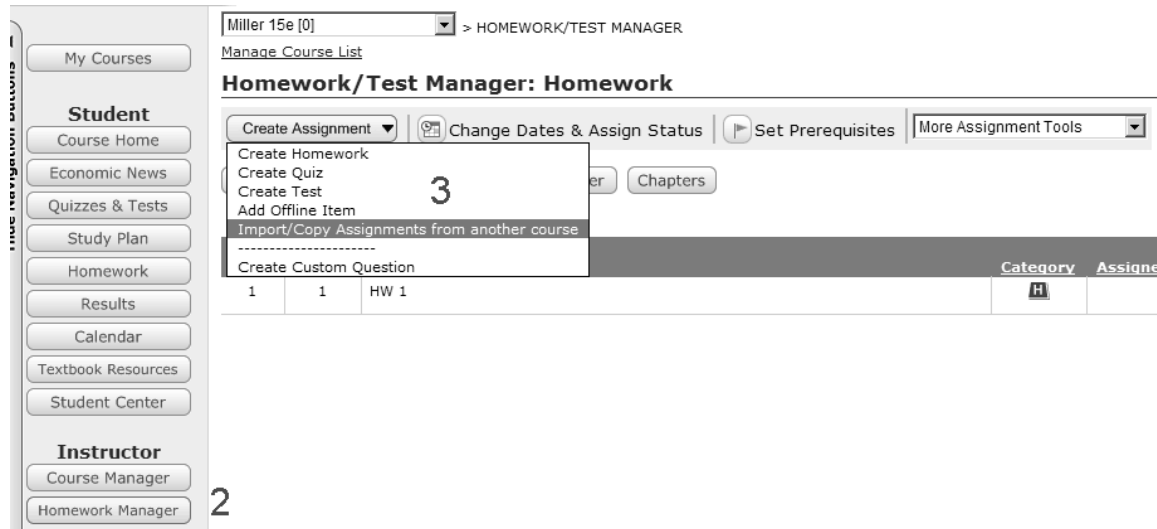 Miller 15e [0] > HOMEWORK/TEST MANAGER
Manage Course List
Homework/Test Manager: Homework
Create Assignment Change Dates & Assign Status Set Prerequisites More Assignment Tools
Create Homework
Create Quiz
Create Test
Add Offline Item
Import/Copy Assignments from another course
----------------------
Create Custom Question
3
er Chapters
Category Assigne
1 1 HW 1 H
Hide Navigation Buttons
My Courses
Student
Course Home
Economic News
Quizzes & Tests
Study Plan
Homework
Results
Calendar
Textbook Resources
Student Center
Instructor
Course Manager
Homework Manager
2